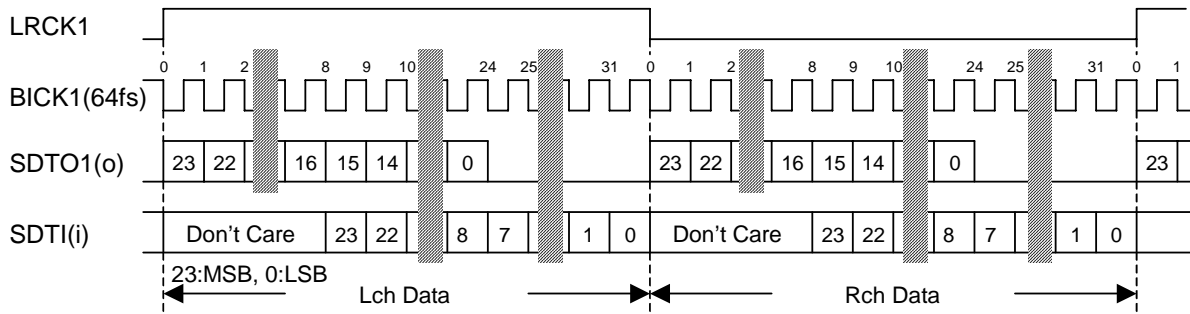 LRCK1
0 1 2 8 9 10 24 25 31 0 1 2 8 9 10 24 25 31 0 1
BICK1(64fs)
SDTO1(o) 23 22 16 15 14 0 23 22 16 15 14 0 23
SDTI(i) Don't Care 23 22 8 7 1 0 Don't Care 23 22 8 7 1 0
23:MSB, 0:LSB
Lch Data Rch Data